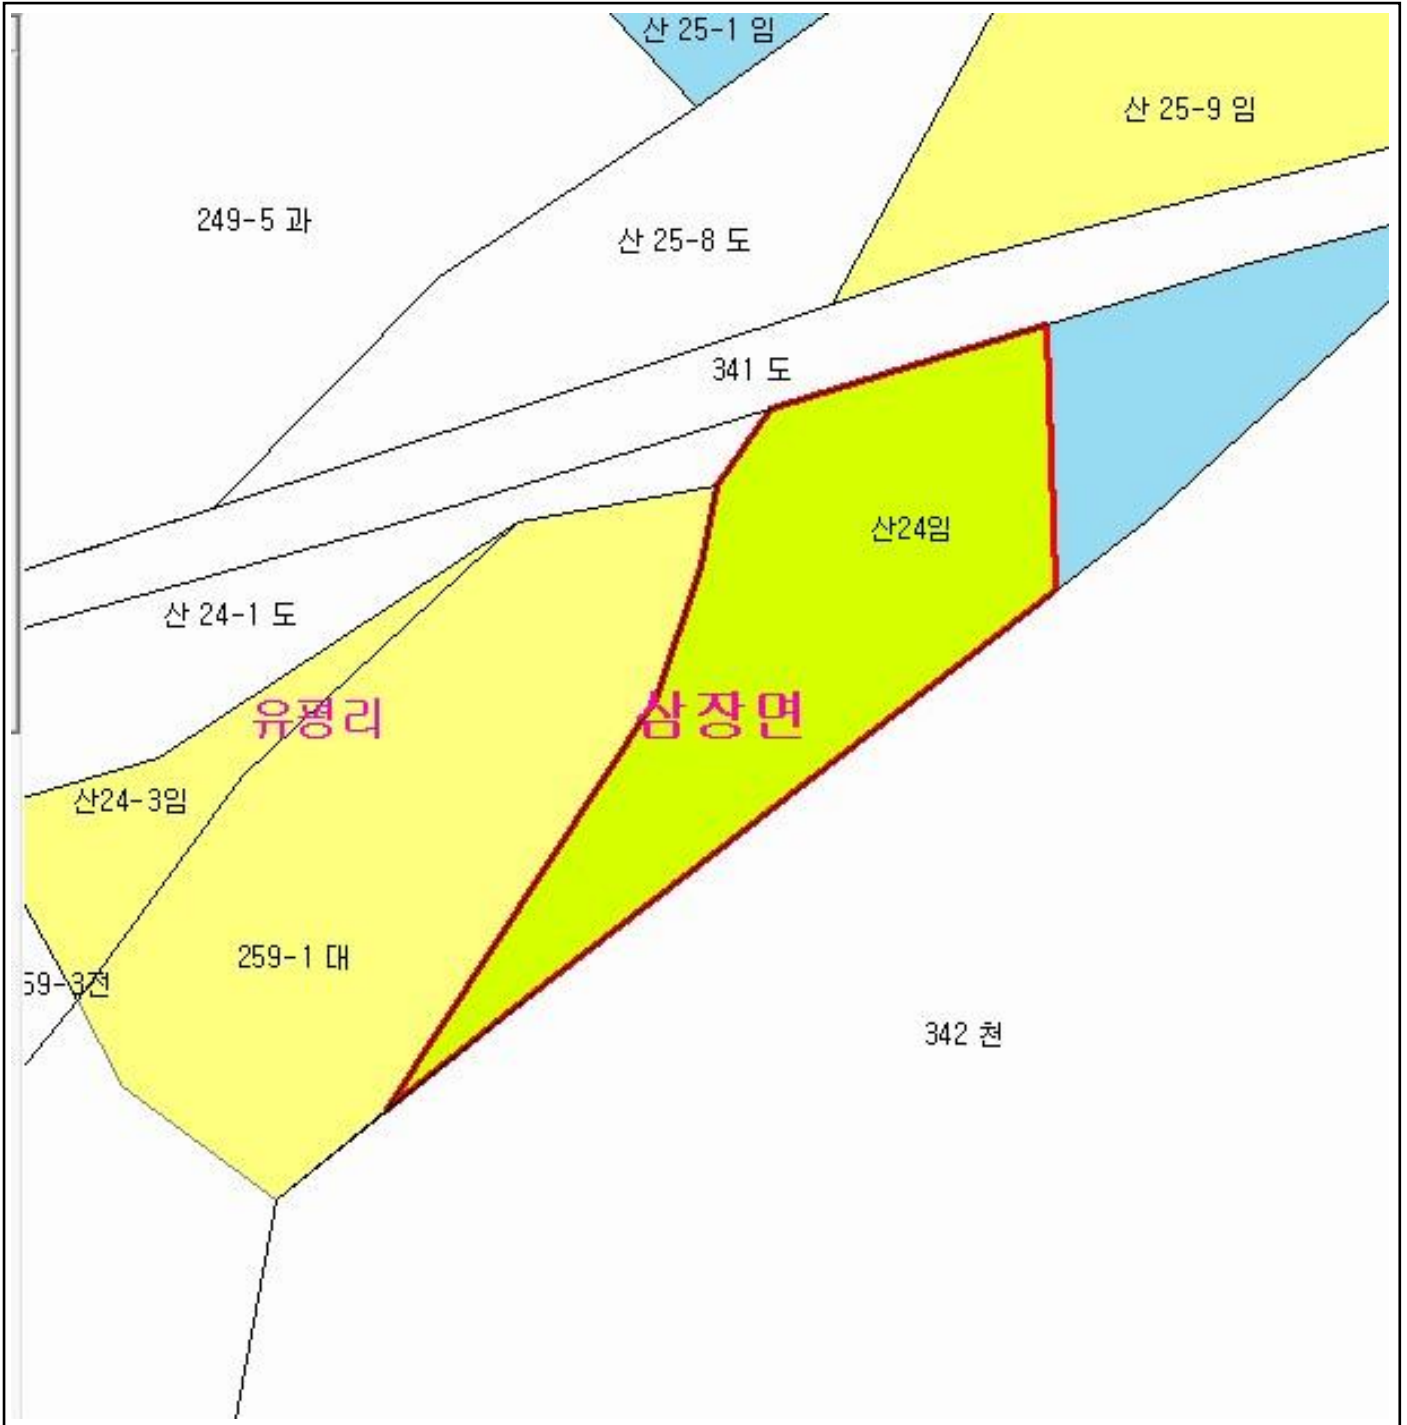 산 25-1 임
산 25-9 임
249-5 과
산 25-8 도
341 도
산24임
산 24-1 도
유평리
삼장면
산24-3임
259-1 대
59-3전
342 천